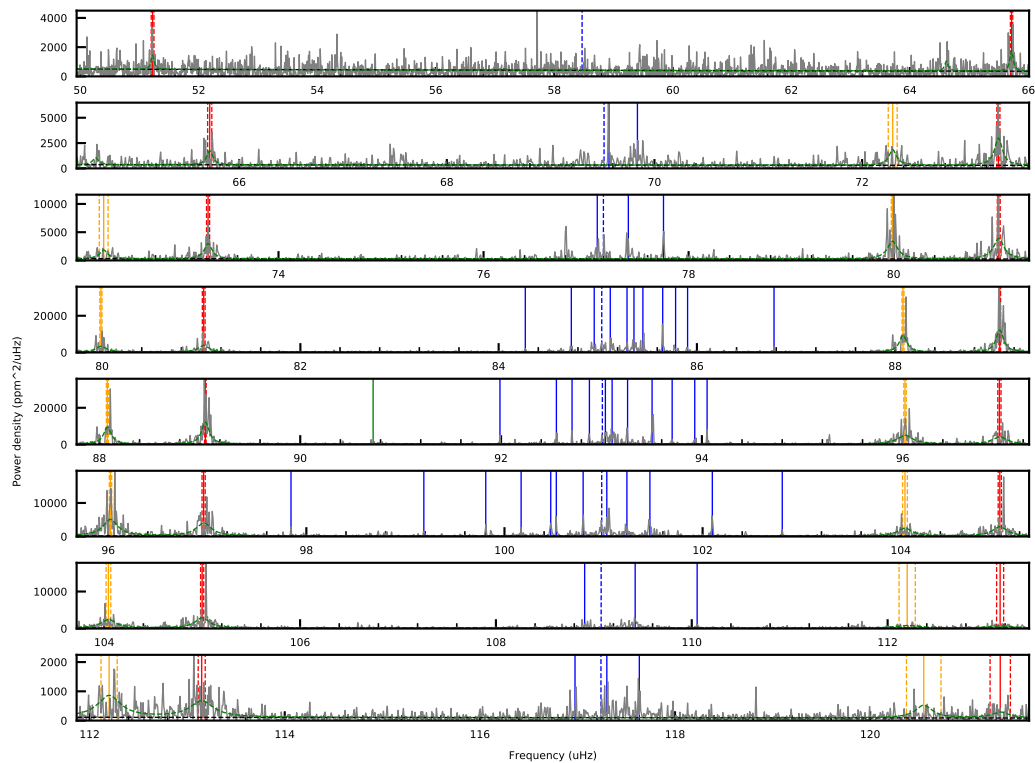 4000
2000
0
50 52 54 56 58 60 62 64 66
5000
2500
0
66 68 70 72
10000
5000
0
74 76 78 80
20000
0
80 82 84 86 88
20000
0
88 90 92 94 96
10000
0
96 98 100 102 104
10000
0
104 106 108 110 112
2000
1000
0
112 114 116 118 120
Power density (ppm^2/uHz)
Frequency (uHz)